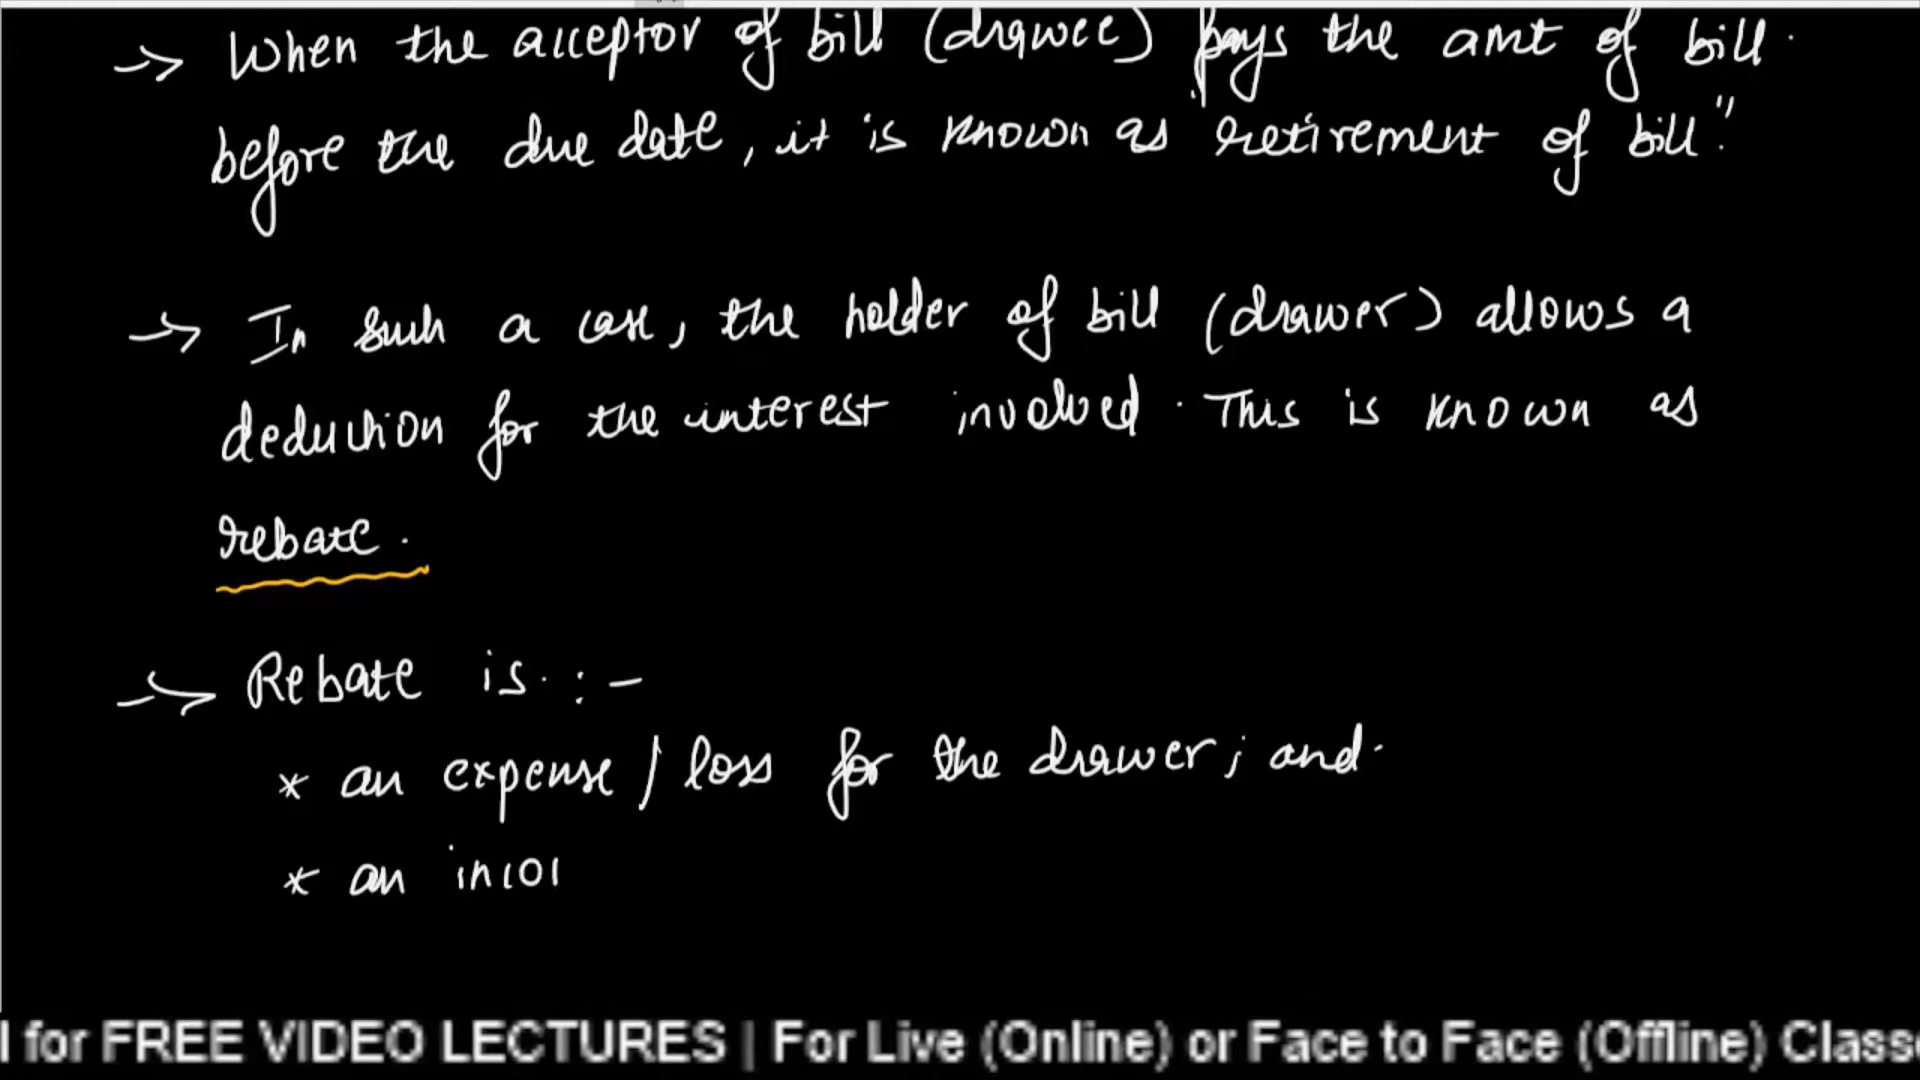 → When the acceptor of bill (drawee) pays the amt of bill.
before the due date, it is known as "retirement of bill."
→ In such a case, the holder of bill (drawer) allows a
deduction for the interest involved. This is known as
rebate.
→ Rebate is. :-
* an expense / loss for the drawer; and.
* an inco
l for FREE VIDEO LECTURES | For Live (Online) or Face to Face (Offline) Classe